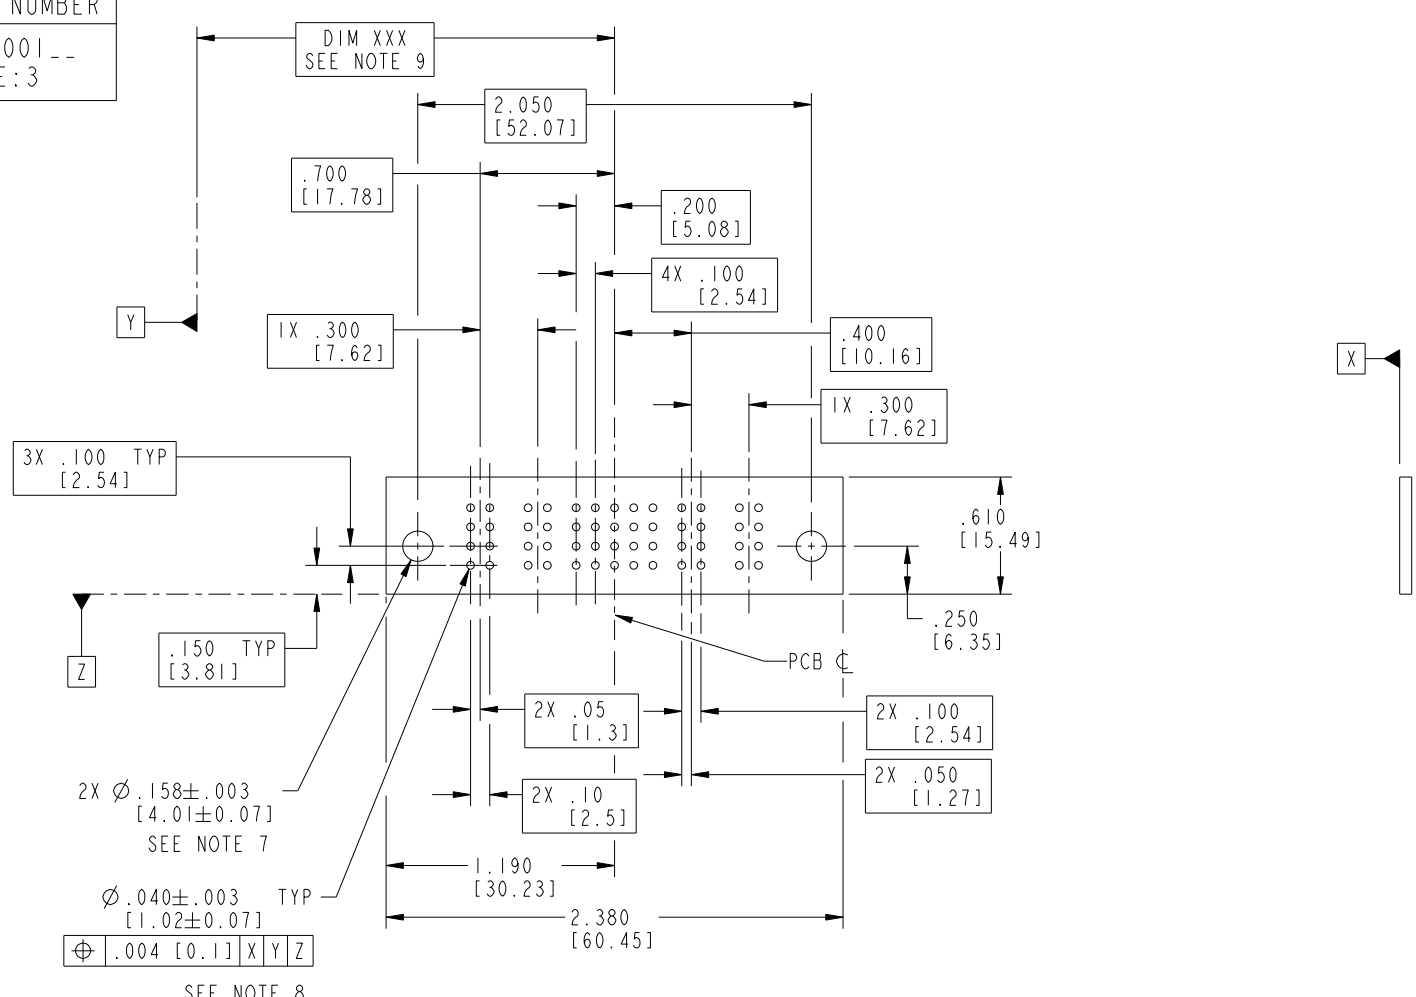 NUMBER
001__
E:3
DIM XXX
SEE NOTE 9
2.050
[52.07]
.700
[17.78]
.200
[5.08]
4X .100
[2.54]
Y
1X .300
[7.62]
.400
[10.16]
X
1X .300
[7.62]
3X .100 TYP
[2.54]
.610
[15.49]
.250
[6.35]
Z
.150 TYP
[3.81]
PCB ℄
2X .05
[1.3]
2X .100
[2.54]
2X .050
[1.27]
2X Ø.158±.003
[4.01±0.07]
SEE NOTE 7
2X .10
[2.5]
1.190
[30.23]
Ø.040±.003 TYP
[1.02±0.07]
2.380
[60.45]
⌖ .004 [0.1] X Y Z
SEE NOTE 8